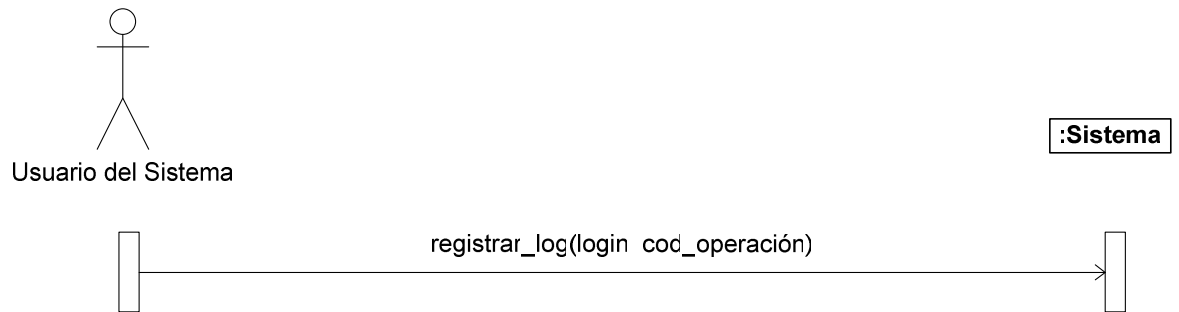 :Sistema
Usuario del Sistema
registrar_log(login cod_operación)